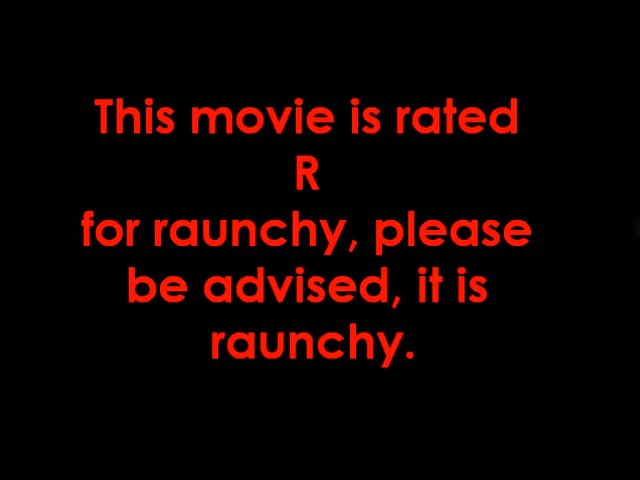 This movie is rated
R
for raunchy, please
be advised, it is
raunchy.